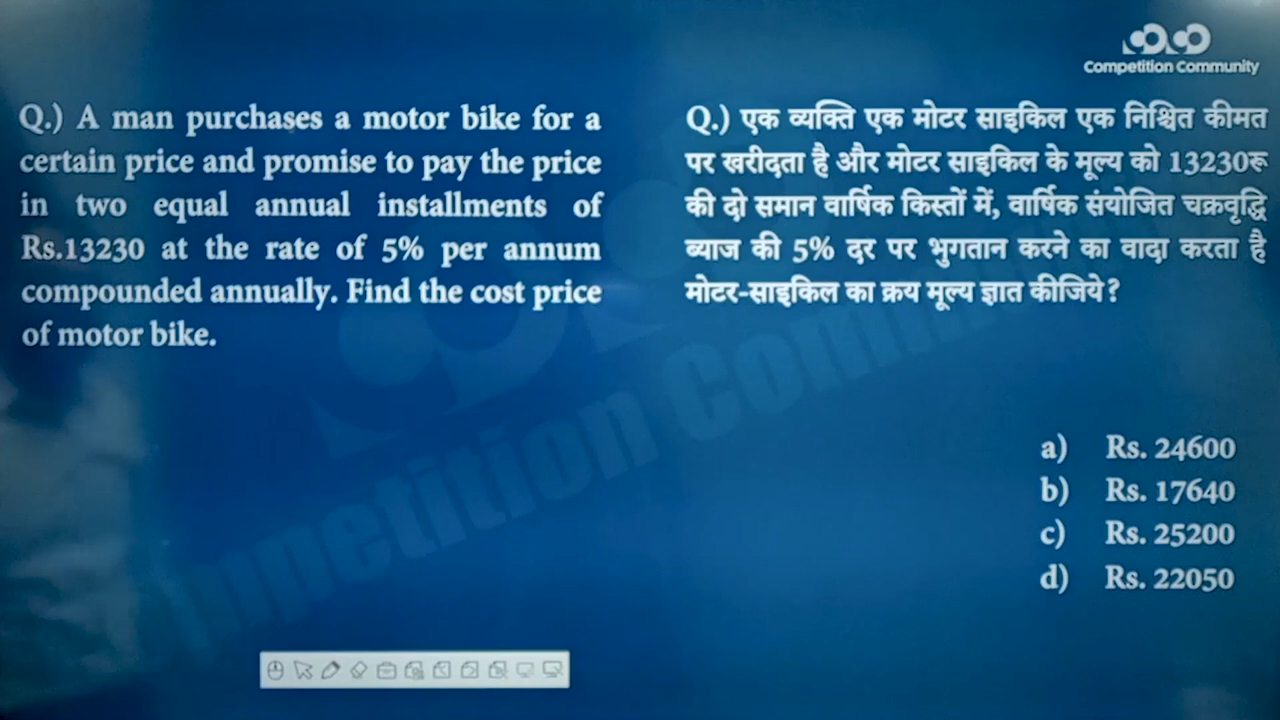 Competition Community
Q.) A man purchases a motor bike for a
certain price and promise to pay the price
in two equal annual installments of
Rs.13230 at the rate of 5% per annum
compounded annually. Find the cost price
of motor bike.
Q.) एक व्यक्ति एक मोटर साइकिल एक निश्चित कीमत
पर खरीदता है और मोटर साइकिल के मूल्य को 13230रू
की दो समान वार्षिक किस्तों में, वार्षिक संयोजित चक्रवृद्धि
ब्याज की 5% दर पर भुगतान करने का वादा करता है
मोटर-साइकिल का क्रय मूल्य ज्ञात कीजिये?
a) Rs. 24600
b) Rs. 17640
c) Rs. 25200
d) Rs. 22050
Competition Community